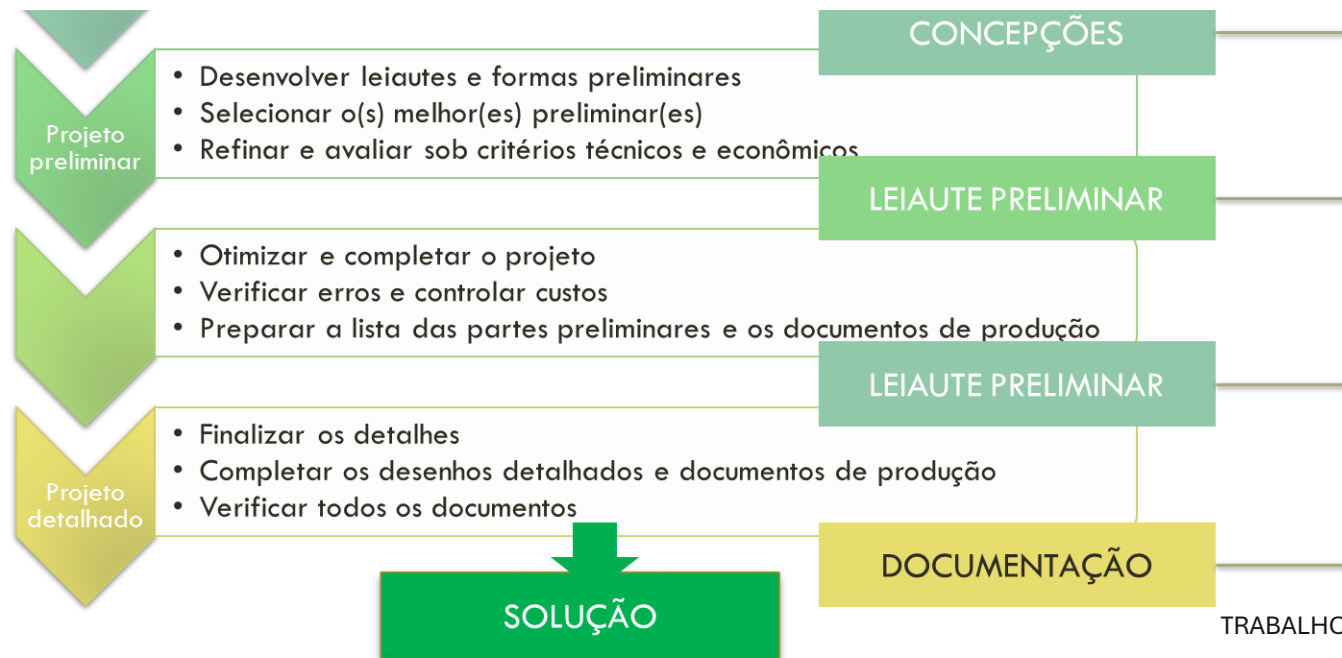 CONCEPÇÕES
• Desenvolver leiautes e formas preliminares
• Selecionar o(s) melhor(es) preliminar(es)
• Refinar e avaliar sob critérios técnicos e econômicos
Projeto
preliminar
LEIAUTE PRELIMINAR
• Otimizar e completar o projeto
• Verificar erros e controlar custos
• Preparar a lista das partes preliminares e os documentos de produção
LEIAUTE PRELIMINAR
• Finalizar os detalhes
• Completar os desenhos detalhados e documentos de produção
• Verificar todos os documentos
Projeto
detalhado
DOCUMENTAÇÃO
SOLUÇÃO
TRABALHO